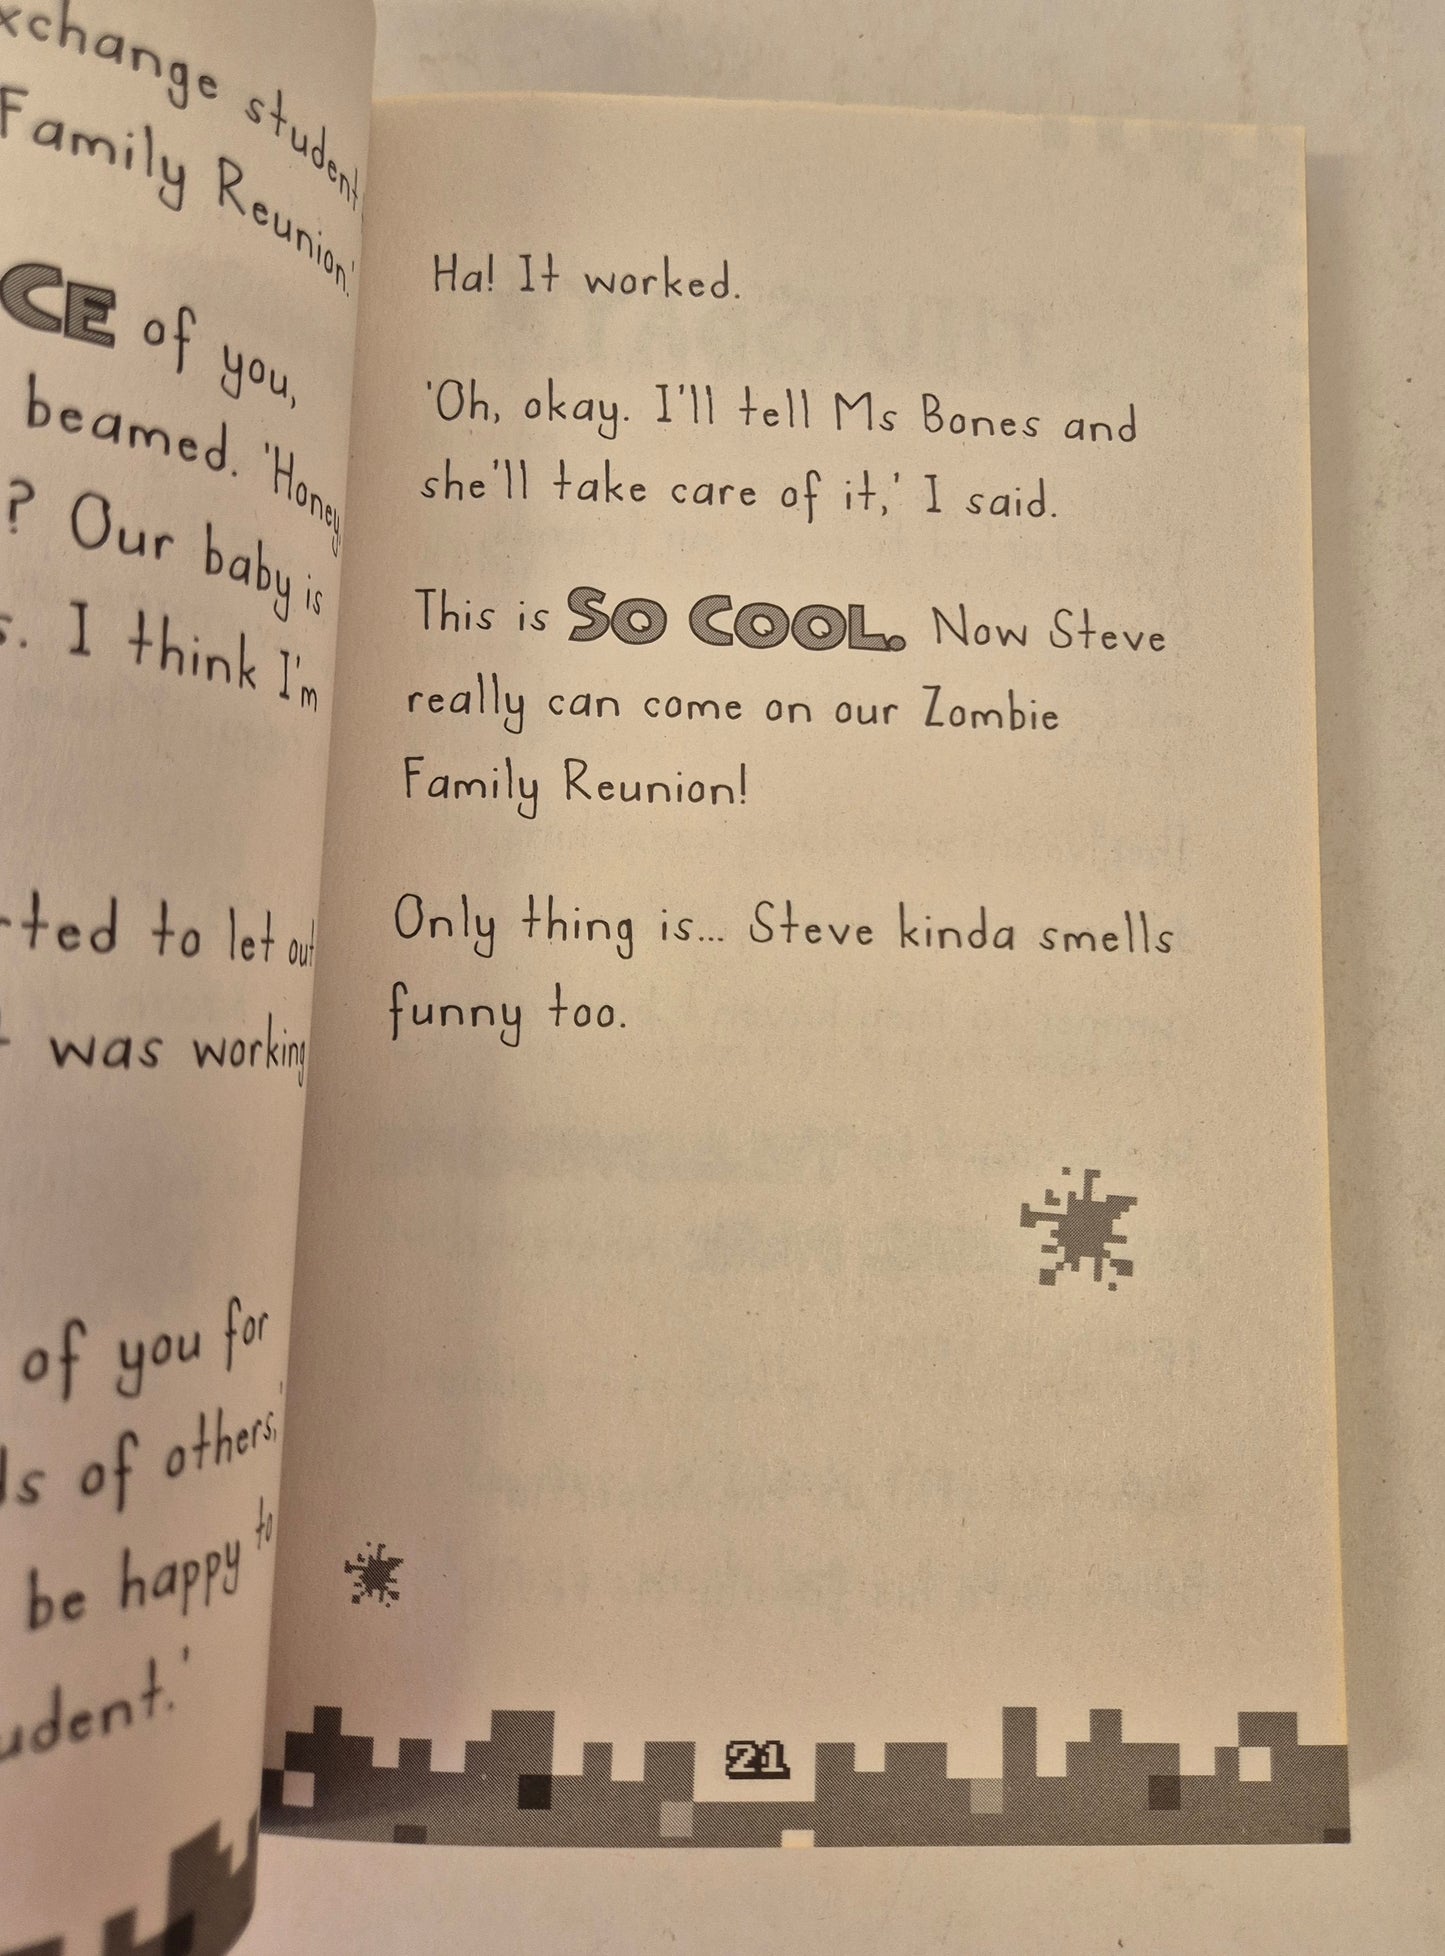 xchange student
Family Reunion.'
CE of you,
beamed. 'Honey,
? Our baby is
s. I think I'm
rted to let out
was working
of you for
ds of others,'
be happy to
udent.'
Ha! It worked.
'Oh, okay. I'll tell Ms Bones and
she'll take care of it,' I said.
This is SO COOL. Now Steve
really can come on our Zombie
Family Reunion!
Only thing is... Steve kinda smells
funny too.
21